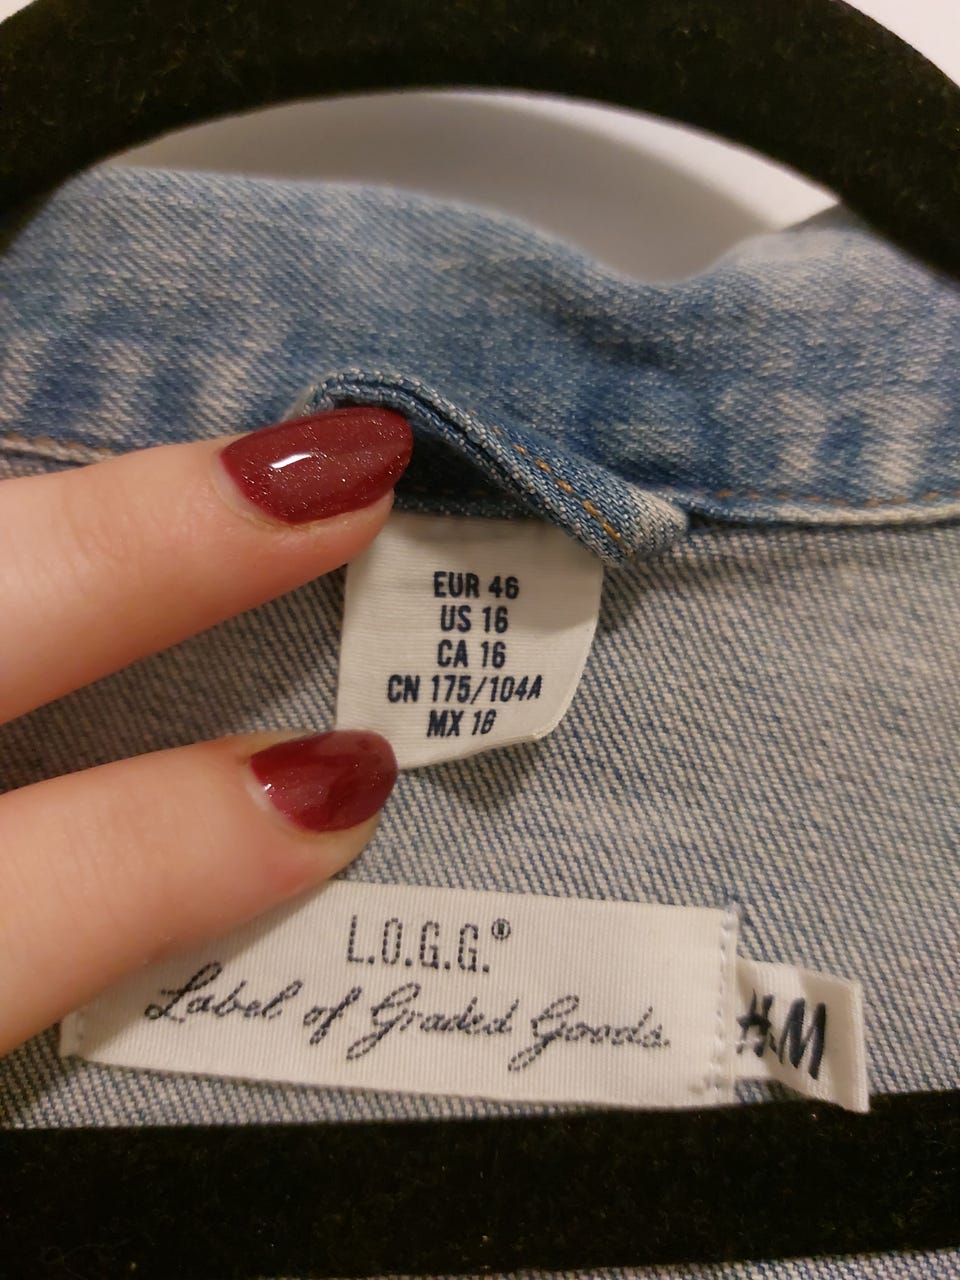 EUR 46
US 16
CA 16
CN 175/104A
MX 16
L.O.G.G.®
Label of Graded Goods.
H&M